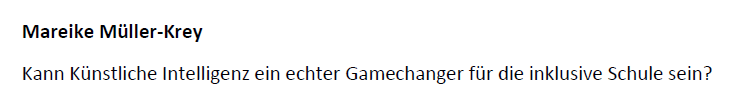 Mareike Müller-Krey
Kann Künstliche Intelligenz ein echter Gamechanger für die inklusive Schule sein?